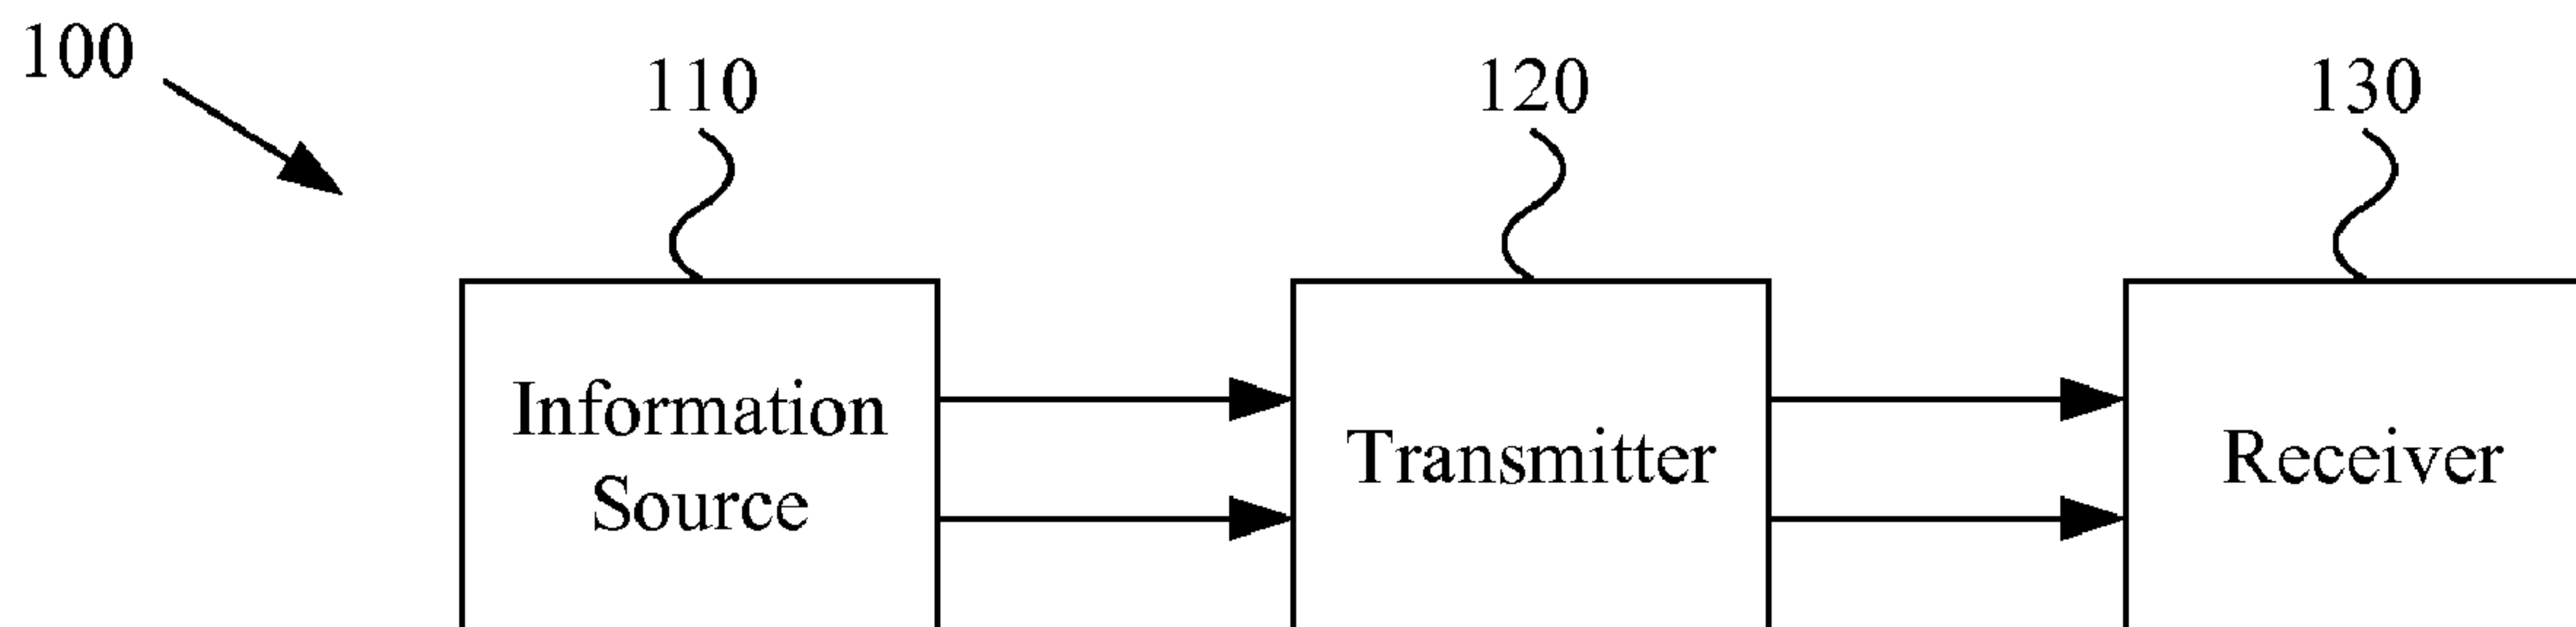 100
110
120
130
Information
Source
Transmitter
Receiver